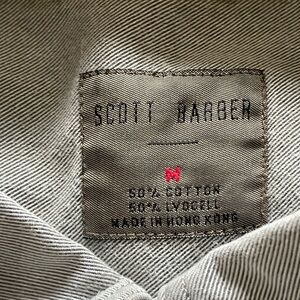 SCOTT BARBER
M
50% COTTON
50% LYOCELL
MADE IN HONG KONG